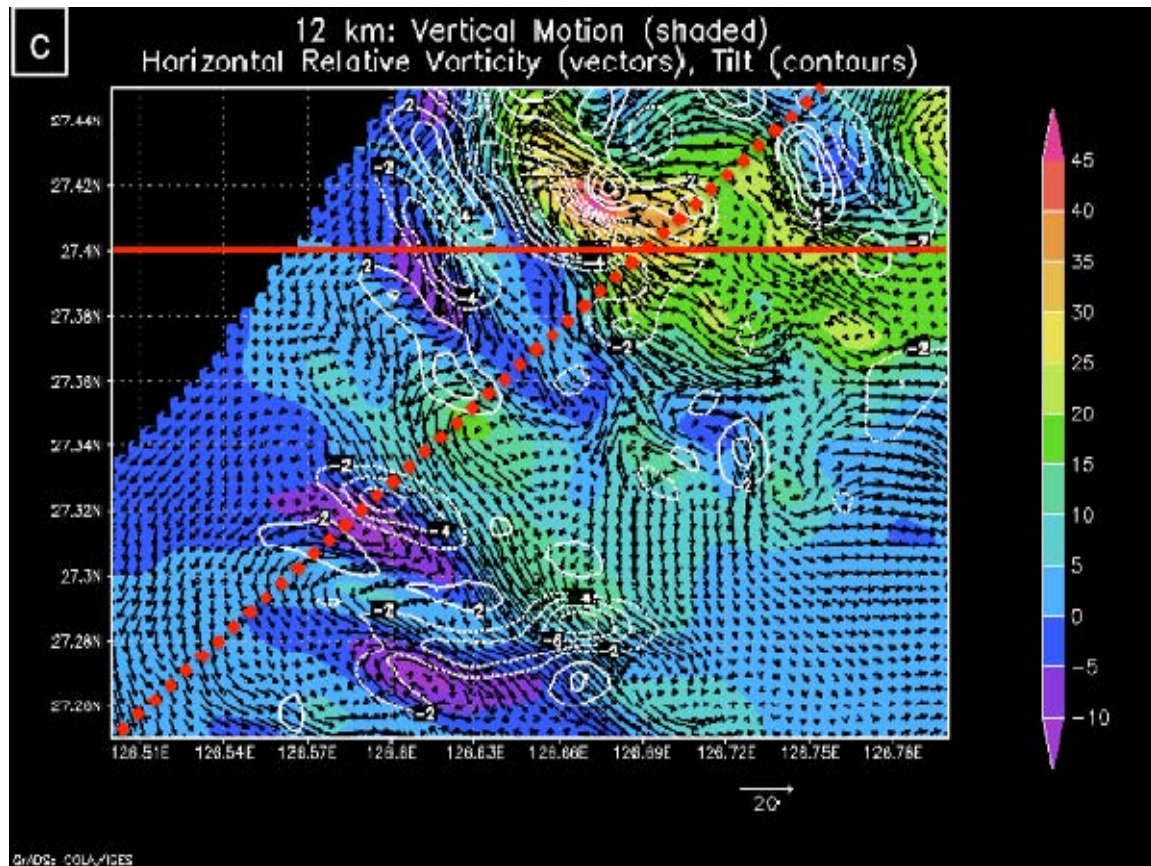 C
12 km: Vertical Motion (shaded)
Horizontal Relative Vorticity (vectors), Tilt (contours)
27.44N
27.42N
27.4N
27.38N
27.36N
27.34N
27.32N
27.3N
27.28N
27.26N
126.51E 126.54E 126.57E 126.6E 126.63E 126.66E 126.69E 126.72E 126.75E 126.78E
45
40
35
30
25
20
15
10
5
0
-5
-10
20
GrADS: COLA/IGES